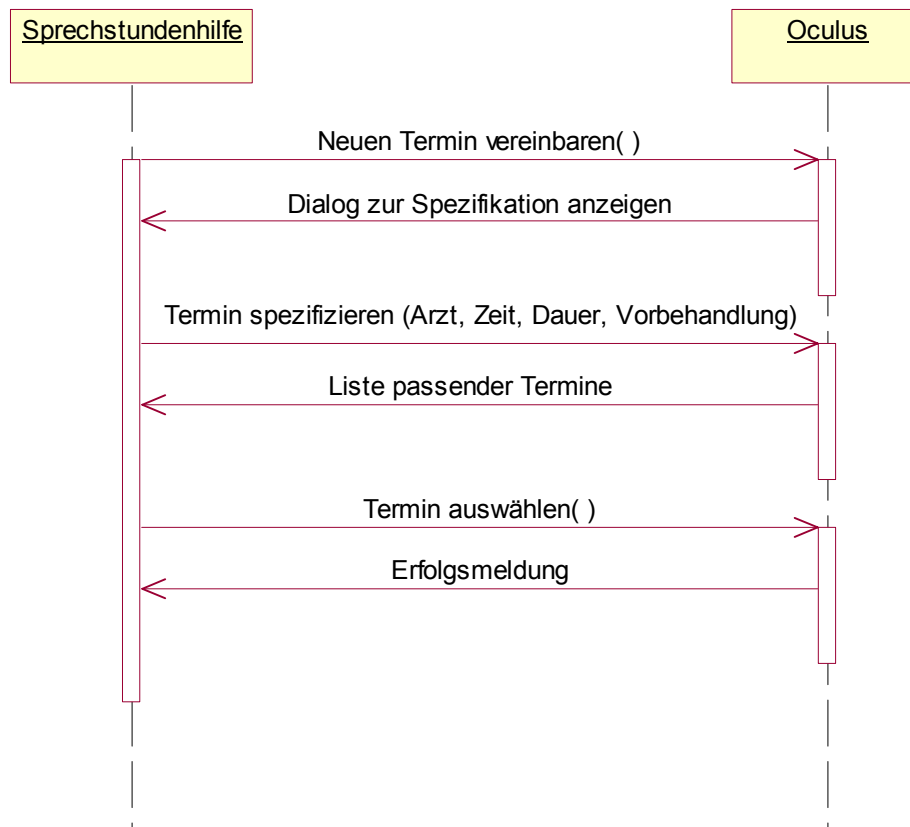 Sprechstundenhilfe
Oculus
Neuen Termin vereinbaren( )
Dialog zur Spezifikation anzeigen
Termin spezifizieren (Arzt, Zeit, Dauer, Vorbehandlung)
Liste passender Termine
Termin auswählen( )
Erfolgsmeldung